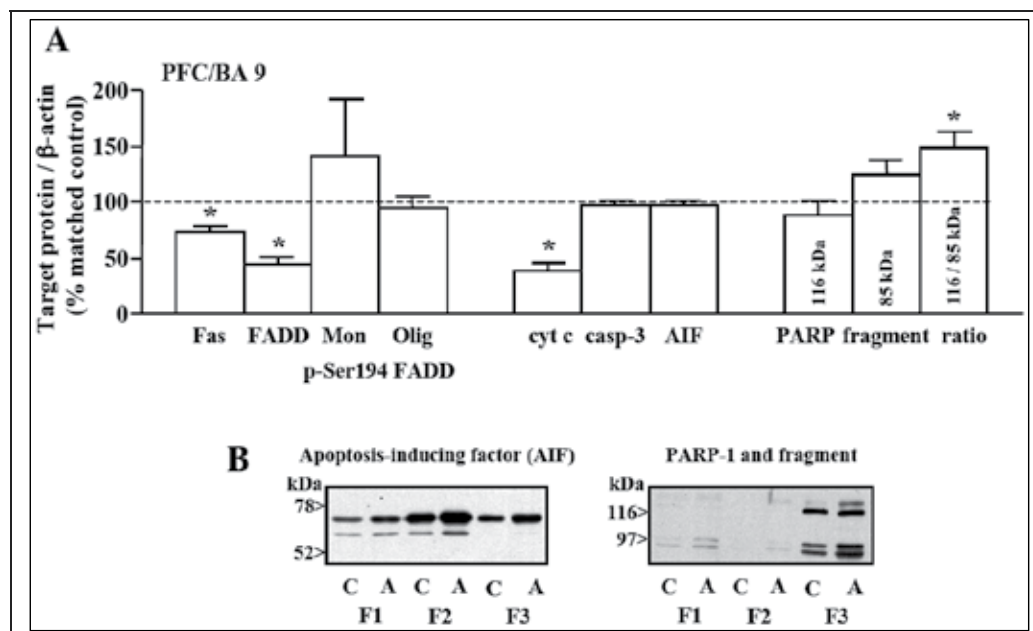 A
PFC/BA 9
Target protein / β-actin
(% matched control)
200
150
100
50
0
*
*
*
*
116 kDa
85 kDa
116 / 85 kDa
Fas FADD Mon Olig cyt c casp-3 AIF PARP fragment ratio
p-Ser194 FADD
B
Apoptosis-inducing factor (AIF)
kDa
78>
52>
C A C A C A
F1 F2 F3
PARP-1 and fragment
kDa
116>
97>
C A C A C A
F1 F2 F3